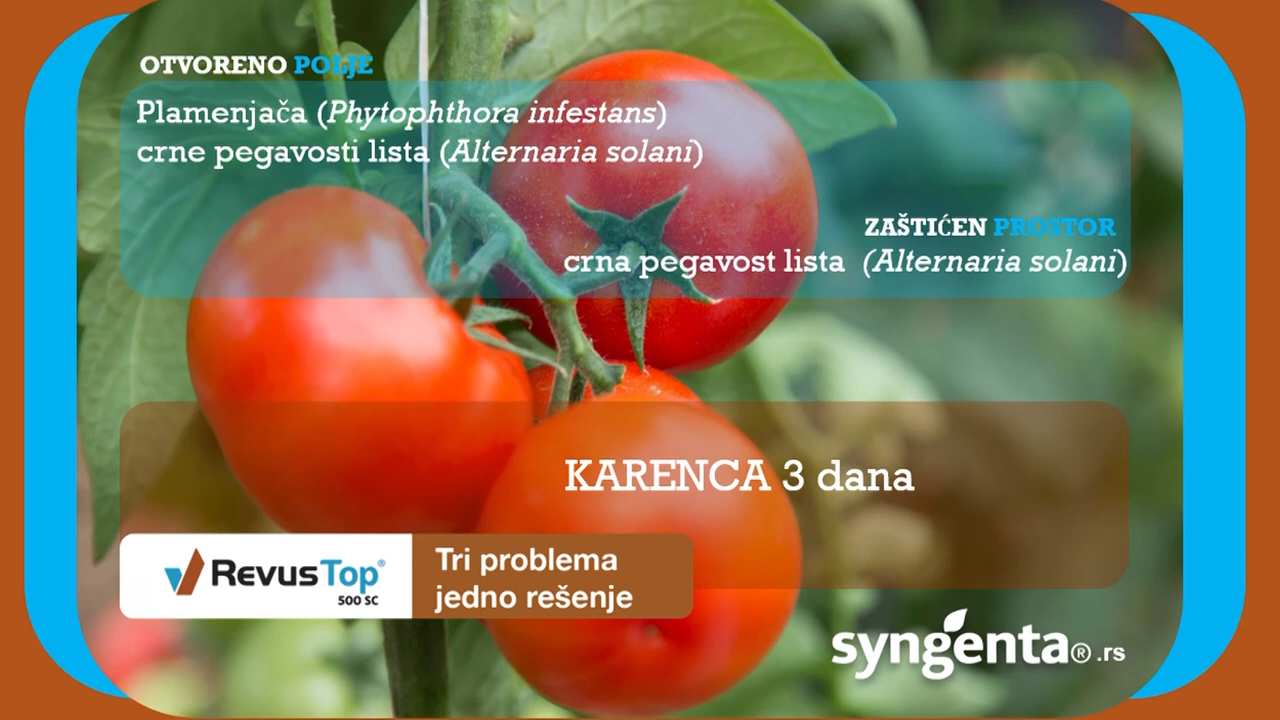 OTVORENO POLJE
Plamenjača (Phytophthora infestans)
crne pegavosti lista (Alternaria solani)
ZAŠTIĆEN PROSTOR
crna pegavost lista (Alternaria solani)
KARENCA 3 dana
RevusTop®
500 SC
Tri problema
jedno rešenje
syngenta® .rs